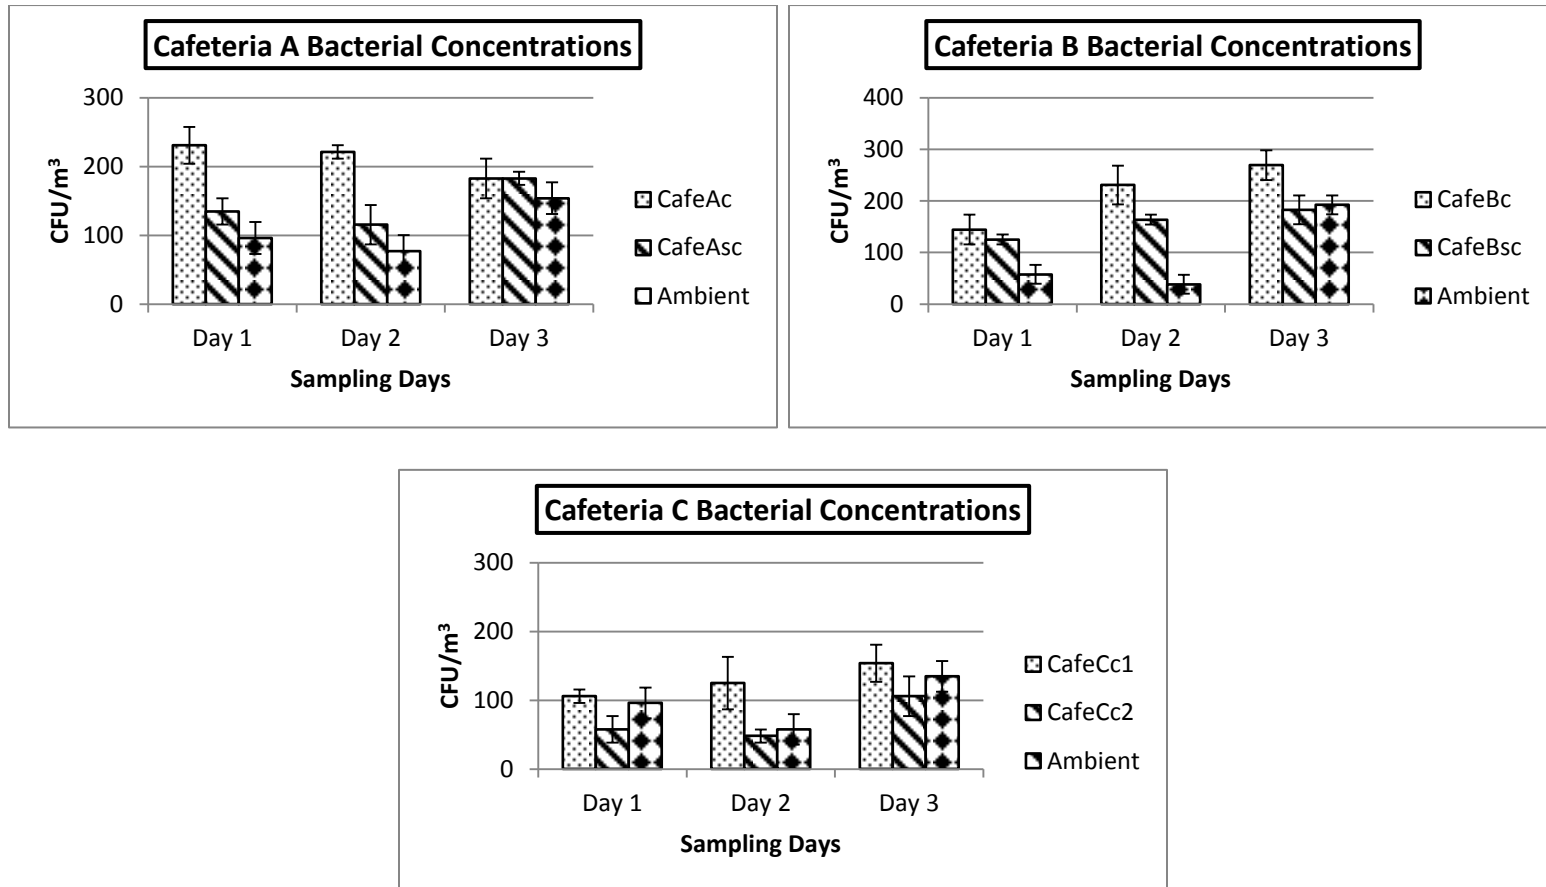 Cafeteria A Bacterial Concentrations
300
200
100
0
CFU/m³
Day 1 Day 2 Day 3
Sampling Days
CafeAc
CafeAsc
Ambient
Cafeteria B Bacterial Concentrations
400
300
200
100
0
CFU/m³
Day 1 Day 2 Day 3
Sampling Days
CafeBc
CafeBsc
Ambient
Cafeteria C Bacterial Concentrations
300
200
100
0
CFU/m³
Day 1 Day 2 Day 3
Sampling Days
CafeCc1
CafeCc2
Ambient